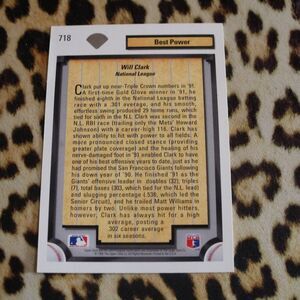 718
Best Power
Will Clark
National League
Clark put up near-Triple Crown numbers in '91.
A first-time Gold Glove winner in '91, he
finished eighth in the National League batting
race with a .301 average, and his smooth,
effortless swing produced 29 home runs, which
tied for sixth in the N.L. Clark was second in the
N.L. RBI race (trailing only the Mets' Howard
Johnson) with a career-high 116. Clark has
shown his ability to hit with power to all fields. A
more pronounced closed stance (providing
greater plate coverage) and the healing of his
nerve-damaged foot in '91 enabled Clark to have
one of his best offensive years to date, just as he
and the San Francisco Giants followed his
down year of '90. He finished '91 as the
Giants' offensive leader in doubles (32), triples
(7), total bases (303, which tied for the N.L. lead)
and slugging percentage (.536, which led the
Senior Circuit), and he trailed Matt Williams in
homers by two. Unlike most power hitters,
however, Clark has always hit for a high
average, posting a
.302 career average in
six seasons.